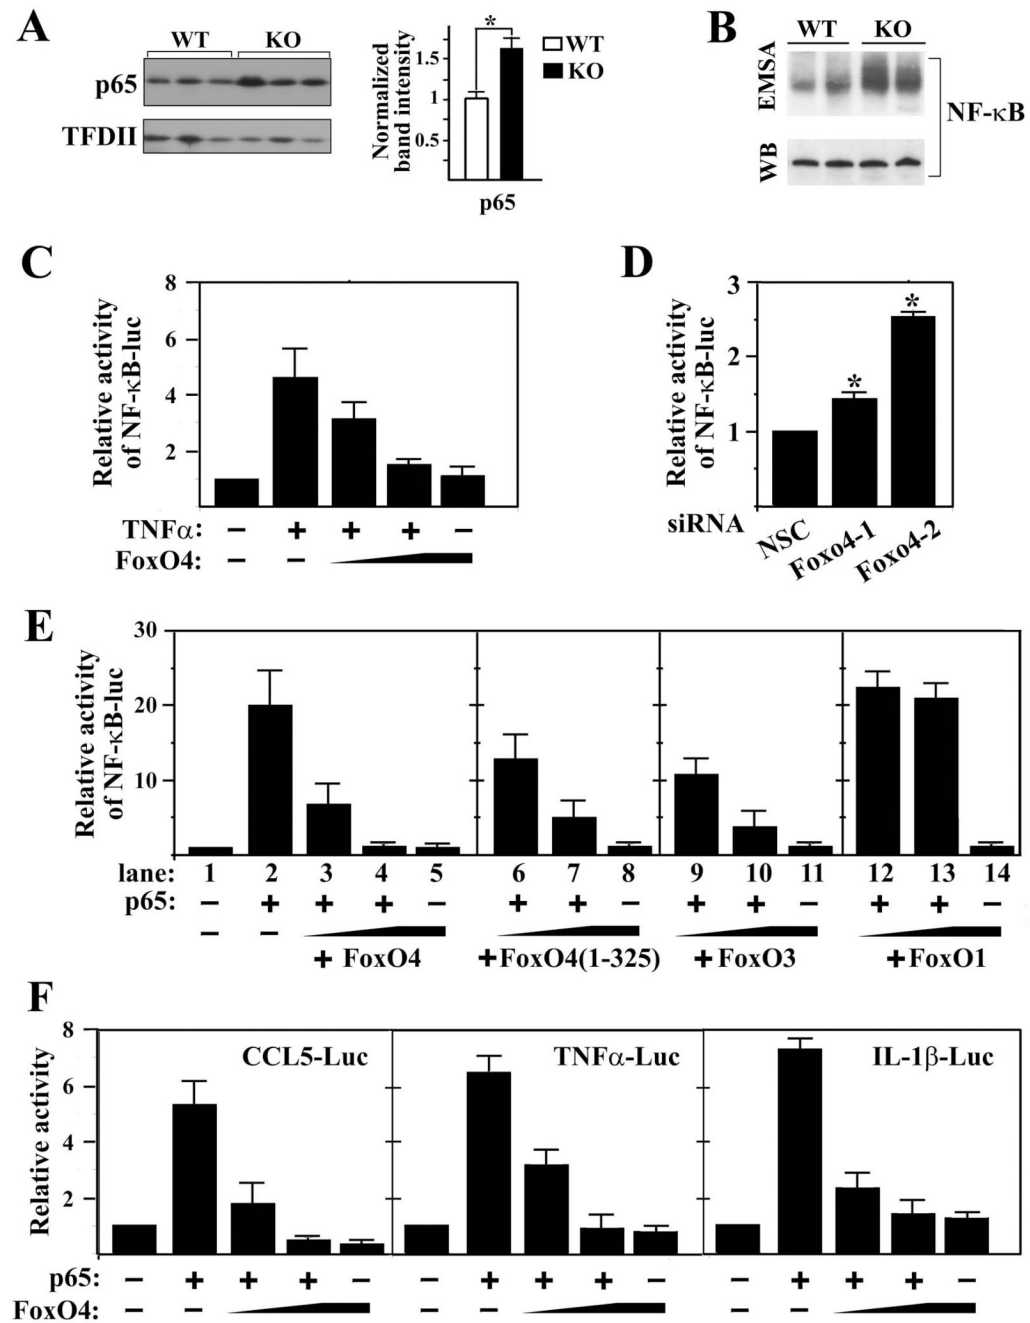 A
WT KO
p65
TFDII
Normalized
band intensity
1.5
1
0.5
*
WT
KO
p65
B
WT KO
EMSA
WB
NF-κB
C
Relative activity
of NF-κB-luc
8
6
4
2
TNFα: – + + + –
FoxO4: – –
D
Relative activity
of NF-κB-luc
3
2
1
* *
siRNA NSC Foxo4-1 Foxo4-2
E
Relative activity
of NF-κB-luc
30
20
10
lane: 1 2 3 4 5 6 7 8 9 10 11 12 13 14
p65: – + + + – + + – + + – + + –
– –
+ FoxO4 +FoxO4(1-325) +FoxO3 +FoxO1
F
Relative activity
8
6
4
2
CCL5-Luc TNFα-Luc IL-1β-Luc
p65: – + + + – – + + + – – + + + –
FoxO4: – – – – – –